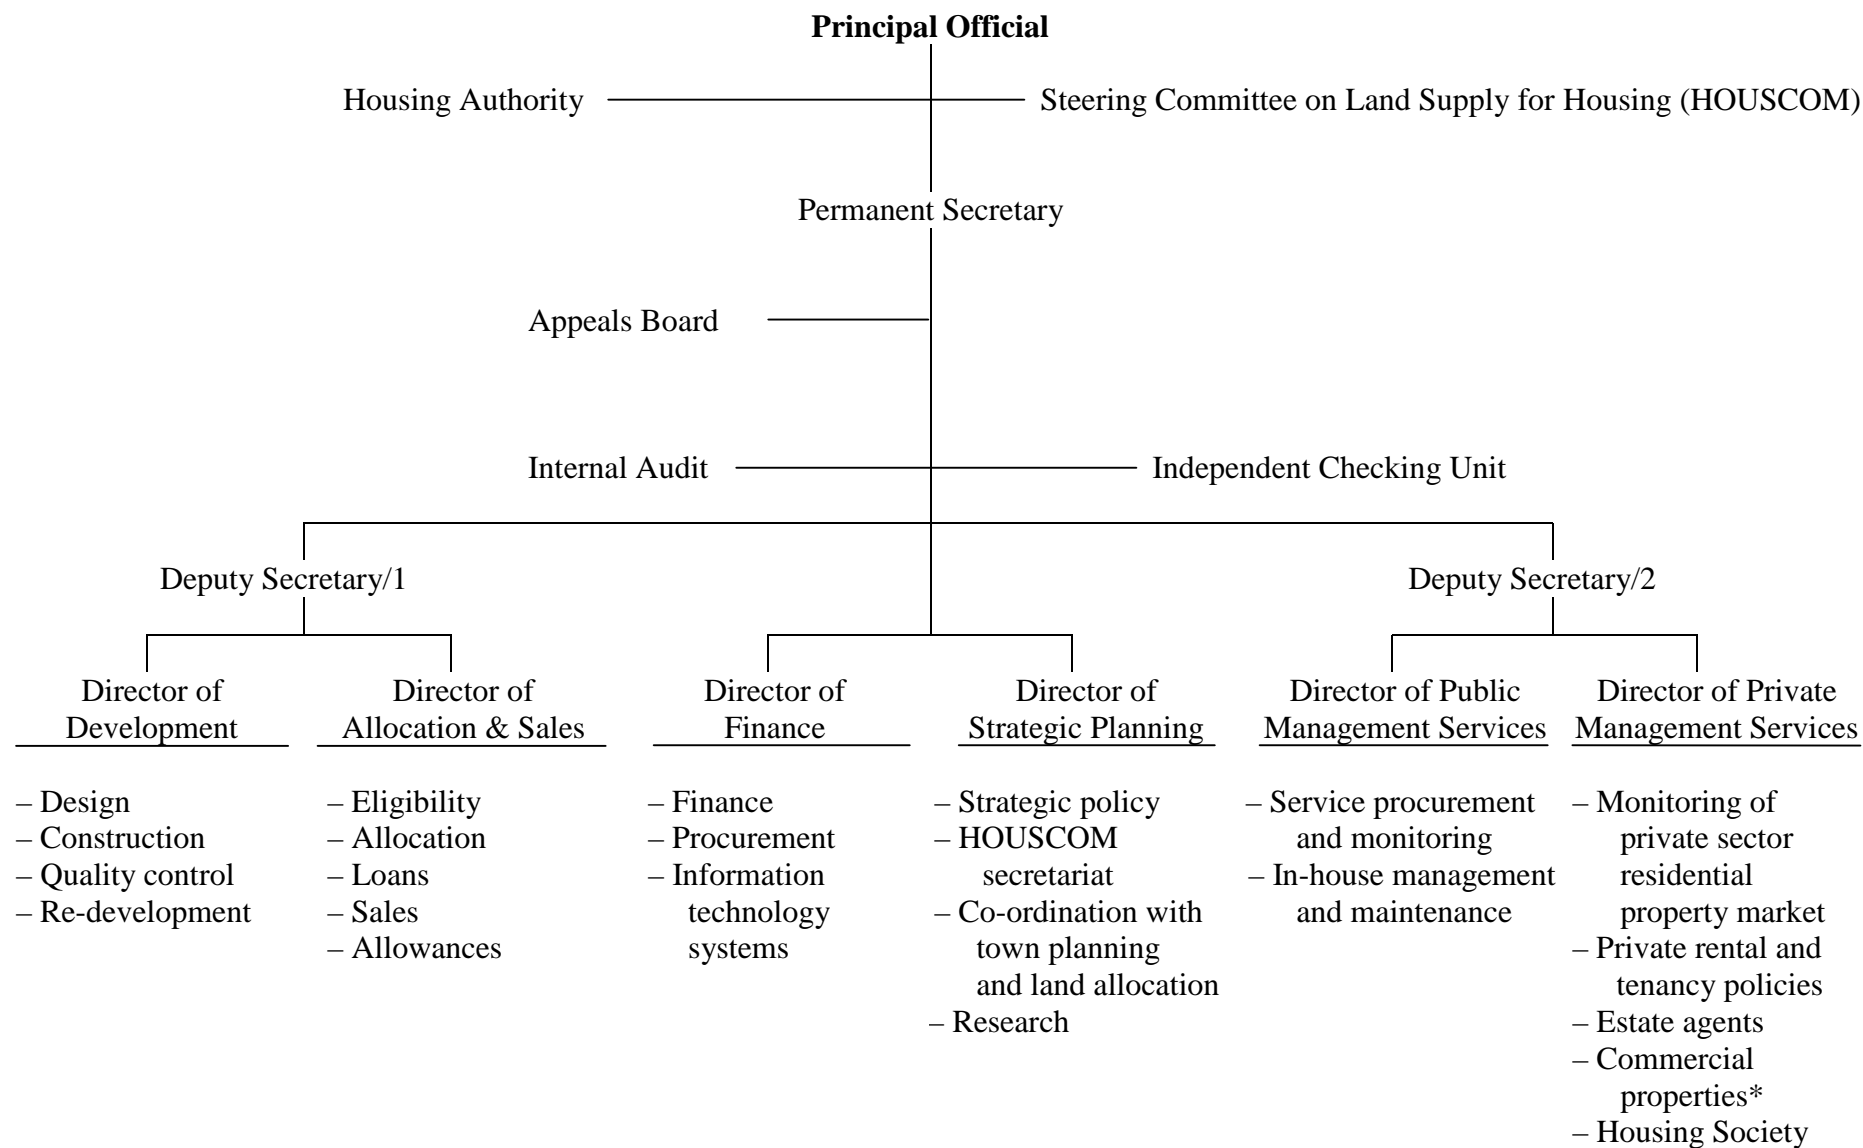 Principal Official
Housing Authority
Steering Committee on Land Supply for Housing (HOUSCOM)
Permanent Secretary
Appeals Board
Internal Audit
Independent Checking Unit
Deputy Secretary/1
Deputy Secretary/2
Director of
Development
– Design
– Construction
– Quality control
– Re-development
Director of
Allocation & Sales
– Eligibility
– Allocation
– Loans
– Sales
– Allowances
Director of
Finance
– Finance
– Procurement
– Information
technology
systems
Director of
Strategic Planning
– Strategic policy
– HOUSCOM
secretariat
– Co-ordination with
town planning
and land allocation
– Research
Director of Public
Management Services
– Service procurement
and monitoring
– In-house management
and maintenance
Director of Private
Management Services
– Monitoring of
private sector
residential
property market
– Private rental and
tenancy policies
– Estate agents
– Commercial
properties*
– Housing Society